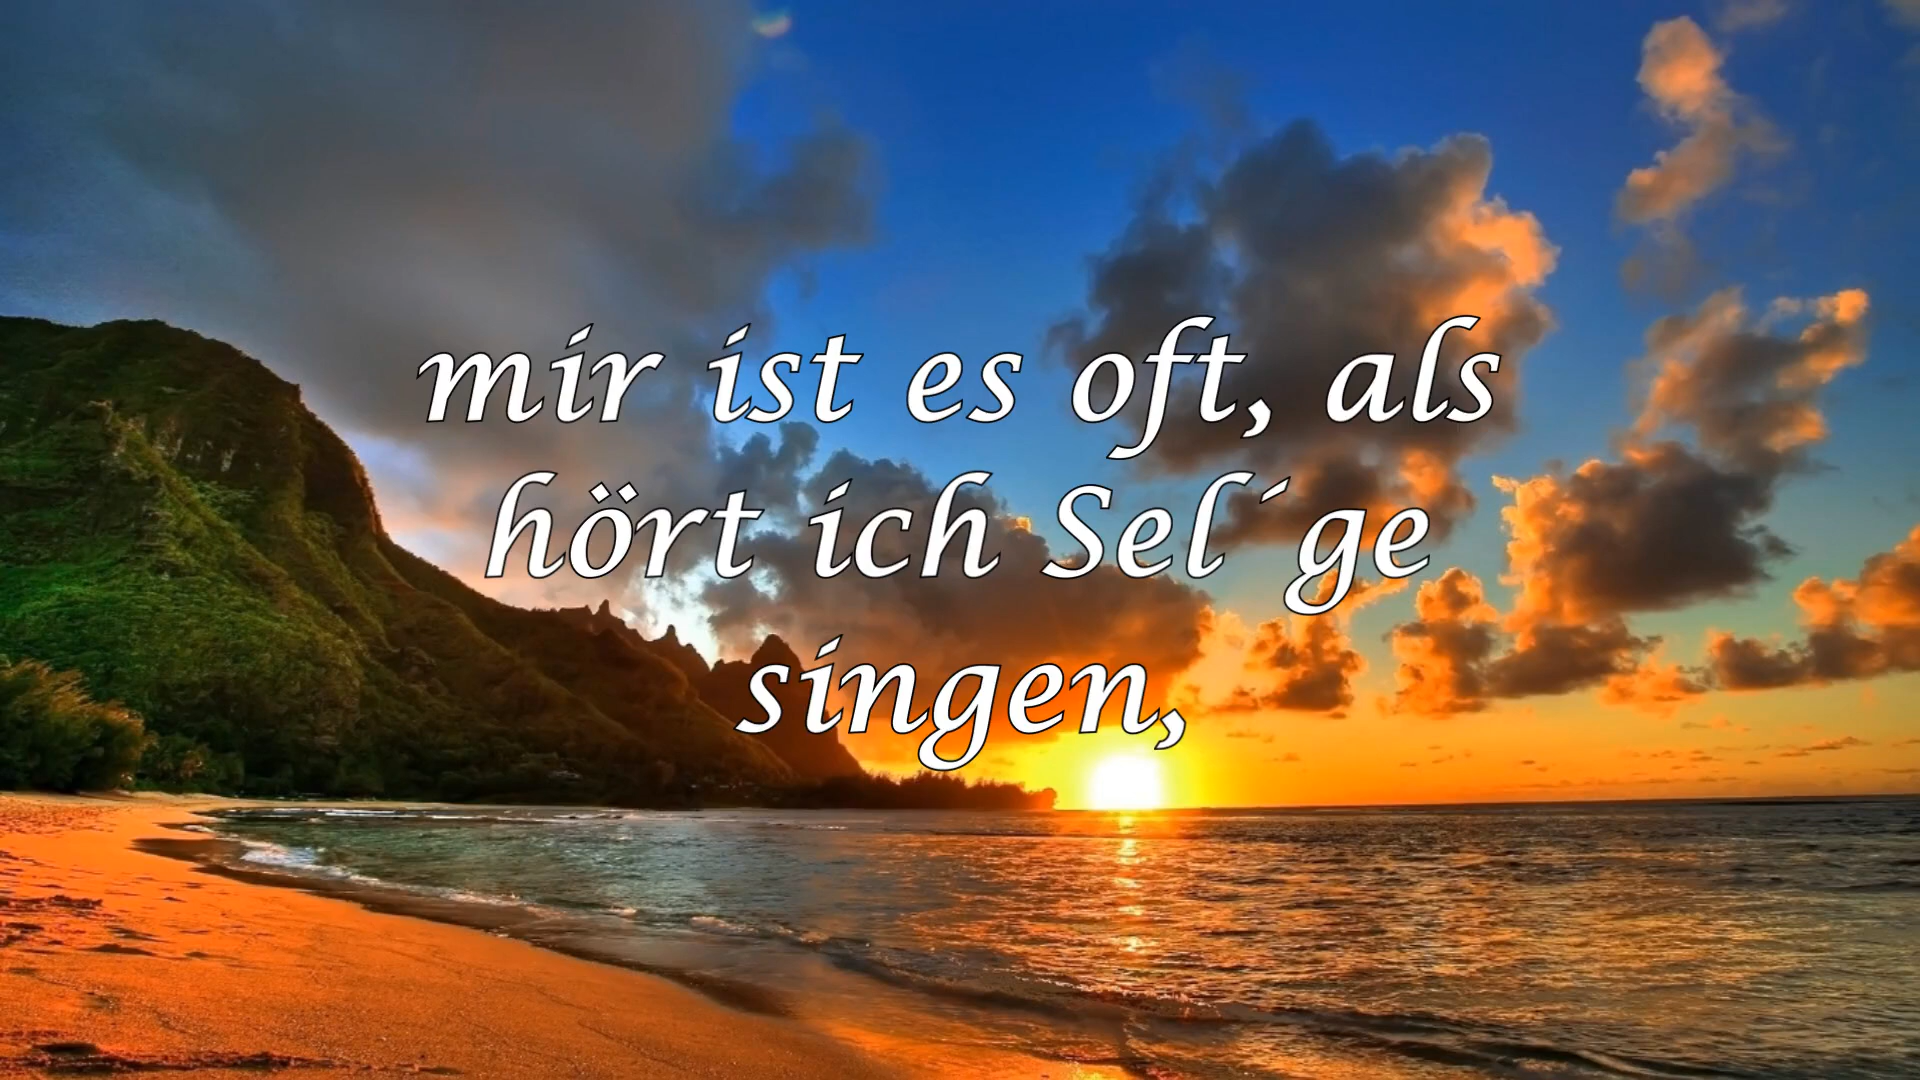 mir ist es oft, als
hört ich Sel´ge
singen,